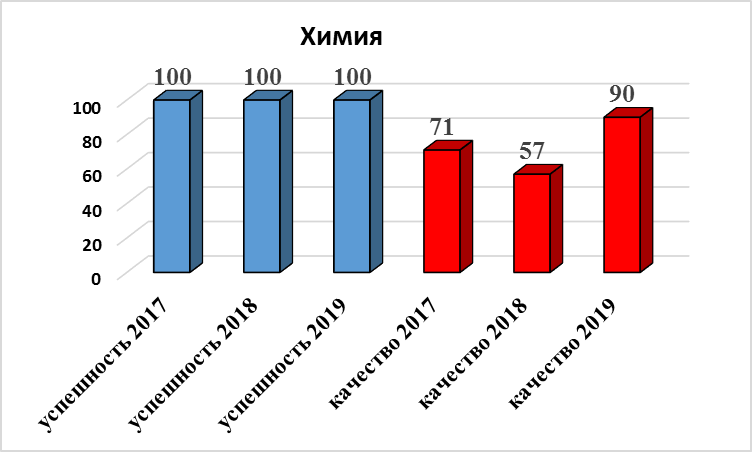 Химия
100
100
100
71
57
90
100
80
60
40
20
0
успешность 2017
успешность 2018
успешность 2019
качество 2017
качество 2018
качество 2019